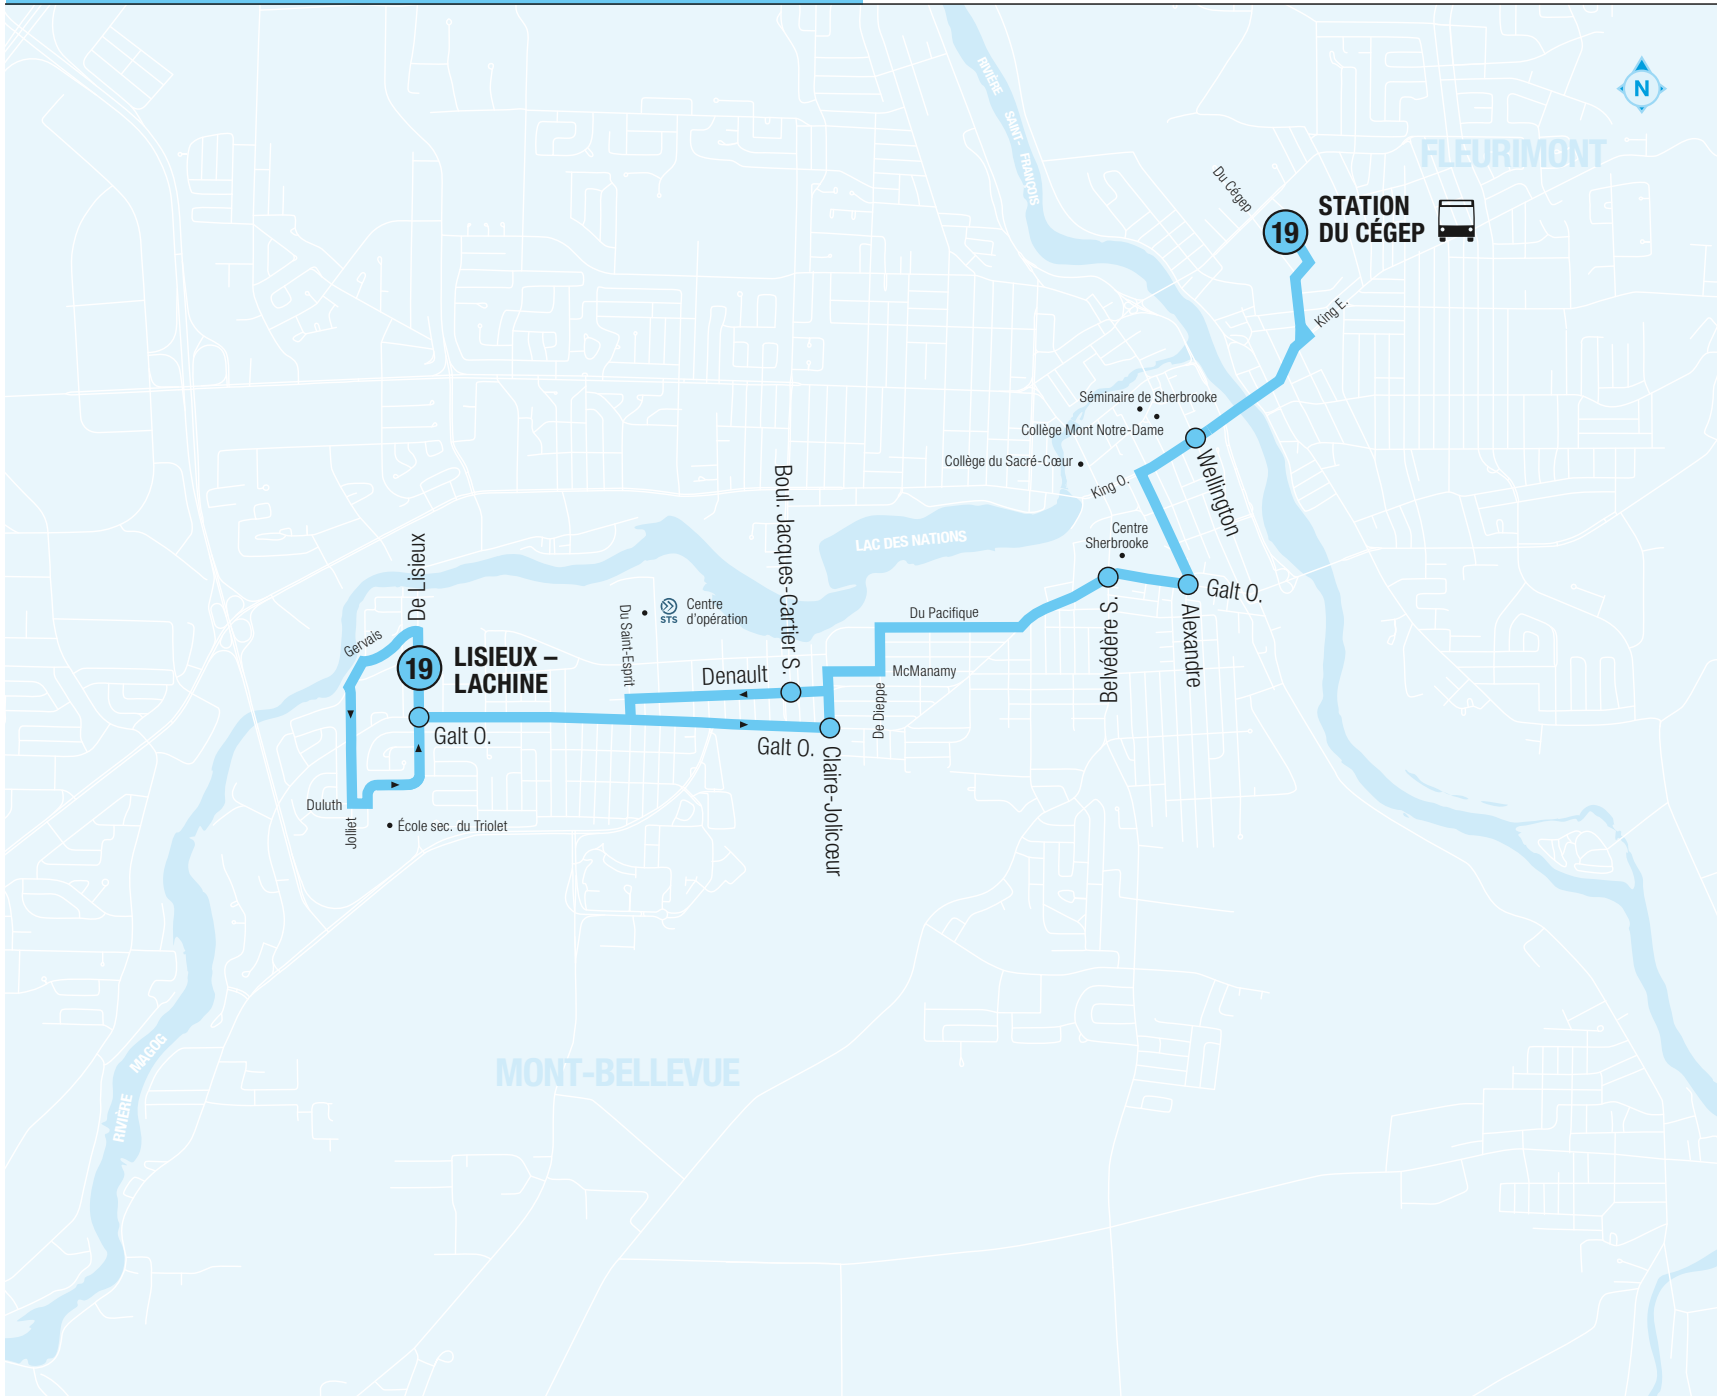 RIVIÈRE SAINT-FRANÇOIS
N
FLEURIMONT
Du Cégep
19
STATION
DU CÉGEP
King E.
Séminaire de Sherbrooke
Collège Mont Notre-Dame
Collège du Sacré-Cœur
King O.
Wellington
Boul. Jacques-Cartier S.
LAC DES NATIONS
Centre
Sherbrooke
De Lisieux
Galt O.
Alexandre
Belvédère S.
Du Pacifique
Du Saint-Esprit
STS
Centre
d'opération
Gervais
19
LISIEUX –
LACHINE
Denault
McManamy
De Dieppe
Galt O.
Galt O.
Claire-Jolicœur
Duluth
Jolliet
École sec. du Triolet
MONT-BELLEVUE
RIVIÈRE MAGOG